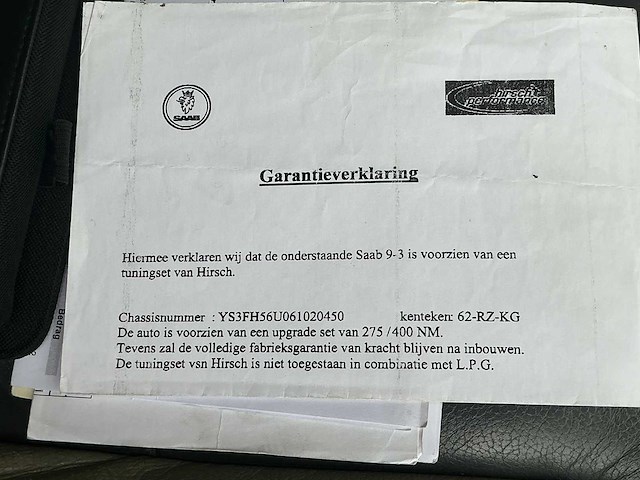 SAAB
hirsch
performance
Garantieverklaring
Hiermee verklaren wij dat de onderstaande Saab 9-3 is voorzien van een
tuningset van Hirsch.
Chassisnummer : YS3FH56U061020450 kenteken: 62-RZ-KG
De auto is voorzien van een upgrade set van 275 /400 NM.
Tevens zal de volledige fabrieksgarantie van kracht blijven na inbouwen.
De tuningset vsn Hirsch is niet toegestaan in combinatie met L.P.G.
Bedrag